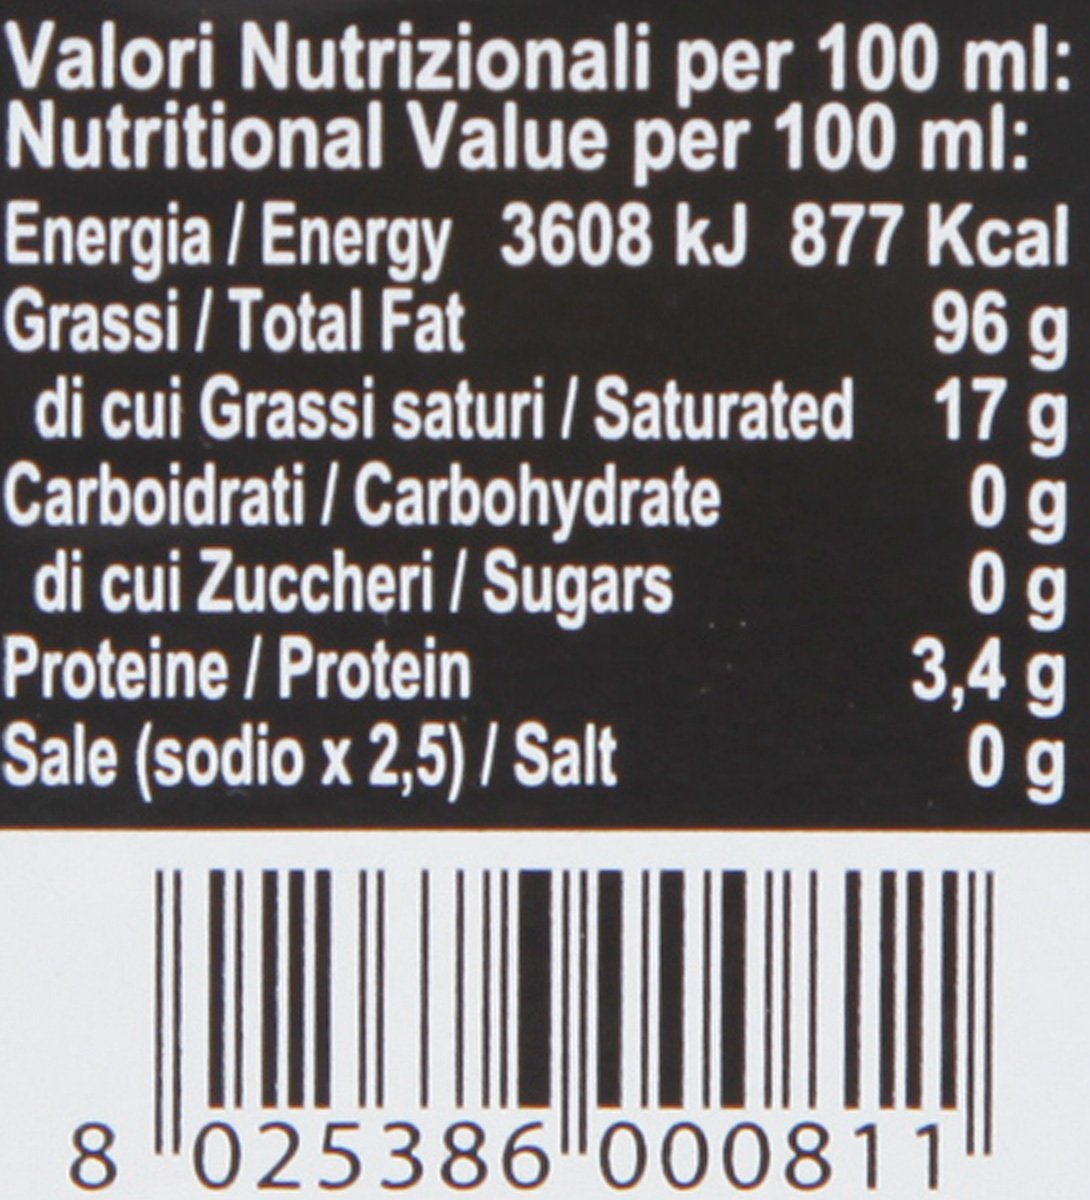 Valori Nutrizionali per 100 ml:
Nutritional Value per 100 ml:
Energia / Energy 3608 kJ 877 Kcal
Grassi / Total Fat 96 g
di cui Grassi saturi / Saturated 17 g
Carboidrati / Carbohydrate 0 g
di cui Zuccheri / Sugars 0 g
Proteine / Protein 3,4 g
Sale (sodio x 2,5) / Salt 0 g
8 025386 000811